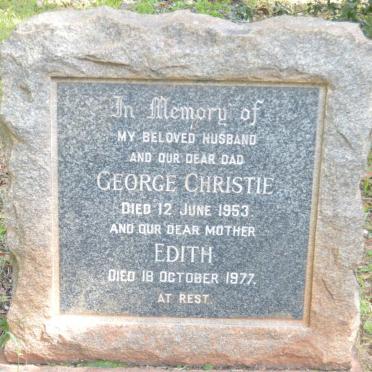 In Memory of
MY BELOVED HUSBAND
AND OUR DEAR DAD
GEORGE CHRISTIE
DIED 12 JUNE 1953.
AND OUR DEAR MOTHER
EDITH
DIED 18 OCTOBER 1977.
AT REST.